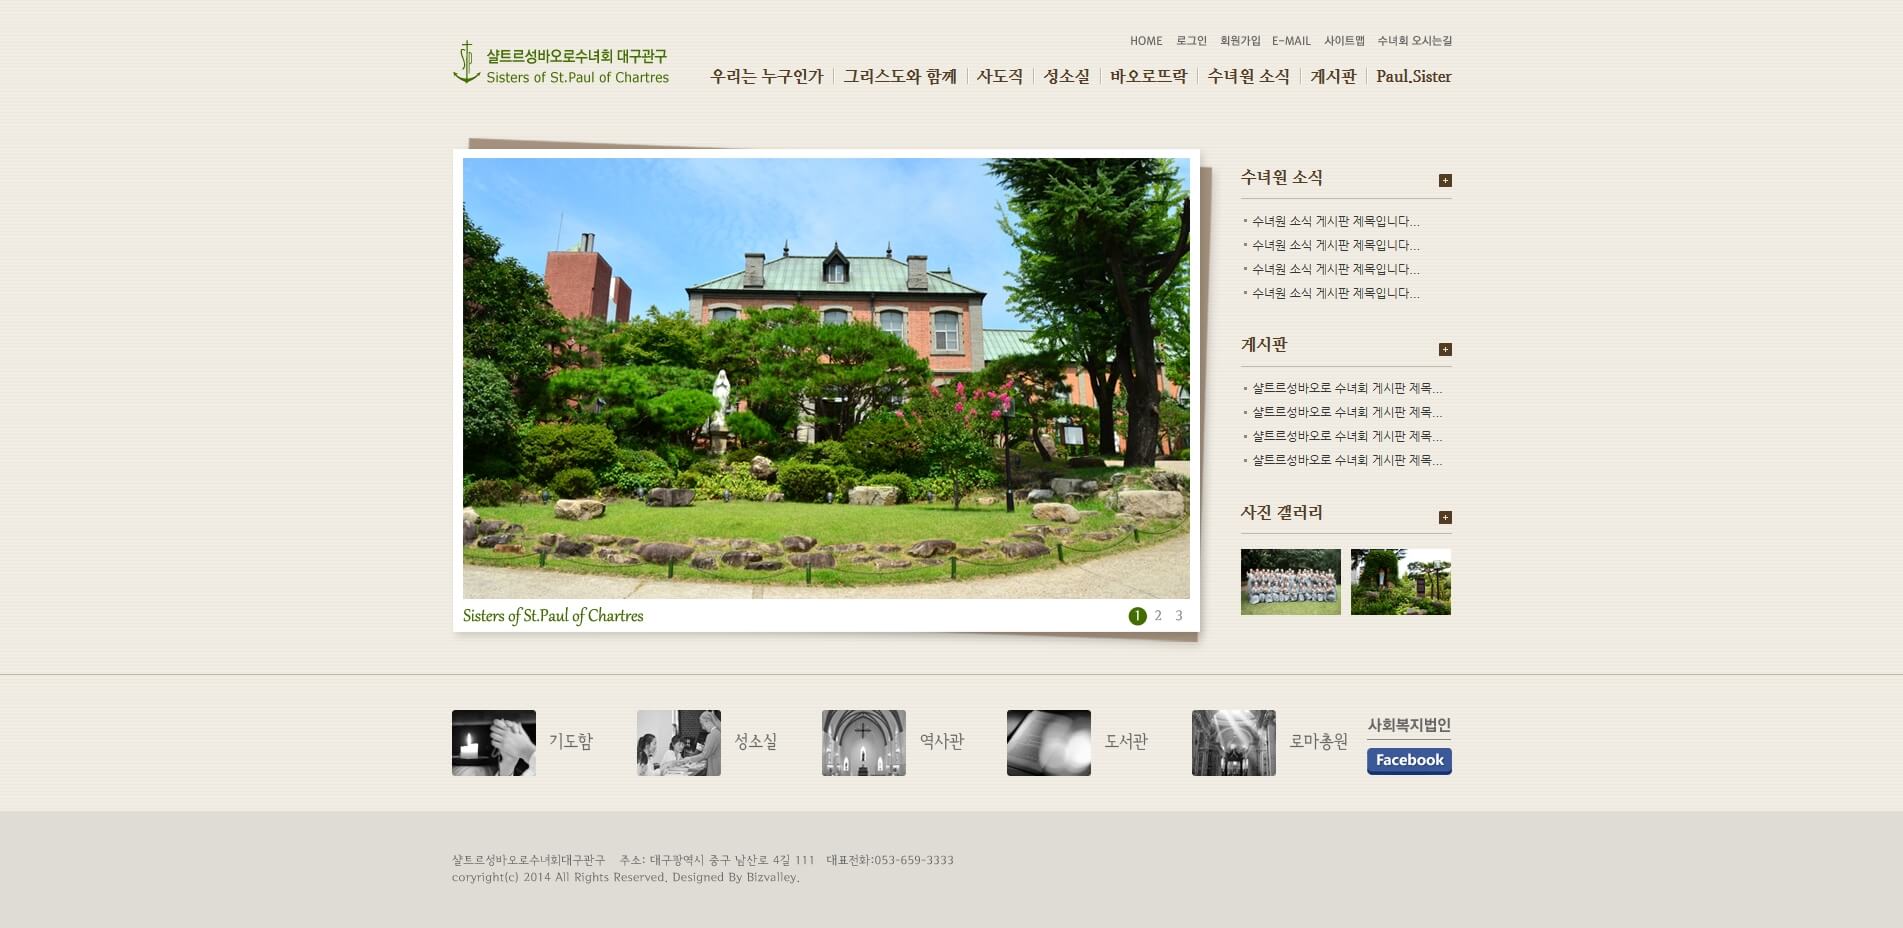 HOME 로그인 회원가입 E-MAIL 사이트맵 수녀회 오시는길
샬트르성바오로수녀회 대구관구
Sisters of St.Paul of Chartres
우리는 누구인가 그리스도와 함께 사도직 성소실 바오로뜨락 수녀원 소식 게시판 Paul.Sister
수녀원 소식
수녀원 소식 게시판 제목입니다...
수녀원 소식 게시판 제목입니다...
수녀원 소식 게시판 제목입니다...
수녀원 소식 게시판 제목입니다...
게시판
샬트르성바오로 수녀회 게시판 제목...
샬트르성바오로 수녀회 게시판 제목...
샬트르성바오로 수녀회 게시판 제목...
샬트르성바오로 수녀회 게시판 제목...
사진 갤러리
Sisters of St.Paul of Chartres
1 2 3
기도함
성소실
역사관
도서관
로마총원
사회복지법인
Facebook
샬트르성바오로수녀회대구관구 주소: 대구광역시 중구 남산로 4길 111 대표전화:053-659-3333
coryright(c) 2014 All Rights Reserved. Designed By Bizvalley.